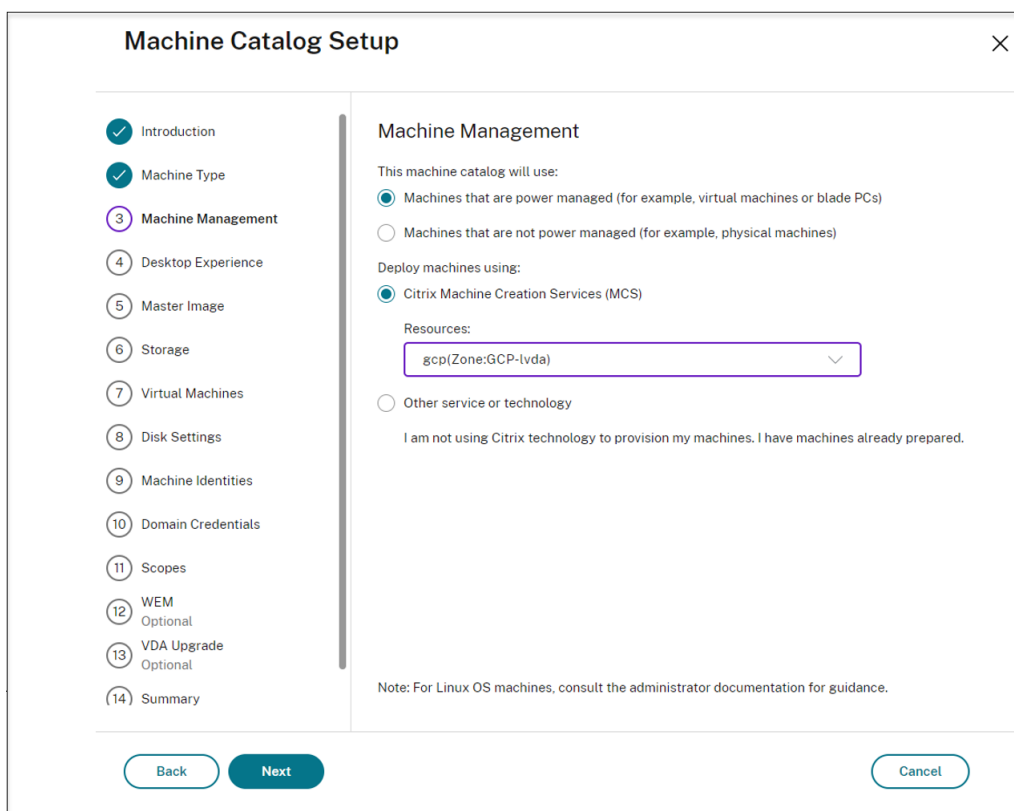 Machine Catalog Setup
Introduction
Machine Type
3 Machine Management
4 Desktop Experience
5 Master Image
6 Storage
7 Virtual Machines
8 Disk Settings
9 Machine Identities
10 Domain Credentials
11 Scopes
12 WEM
Optional
13 VDA Upgrade
Optional
14 Summary
Machine Management
This machine catalog will use:
Machines that are power managed (for example, virtual machines or blade PCs)
Machines that are not power managed (for example, physical machines)
Deploy machines using:
Citrix Machine Creation Services (MCS)
Resources:
gcp(Zone:GCP-lvda)
Other service or technology
I am not using Citrix technology to provision my machines. I have machines already prepared.
Note: For Linux OS machines, consult the administrator documentation for guidance.
Back
Next
Cancel